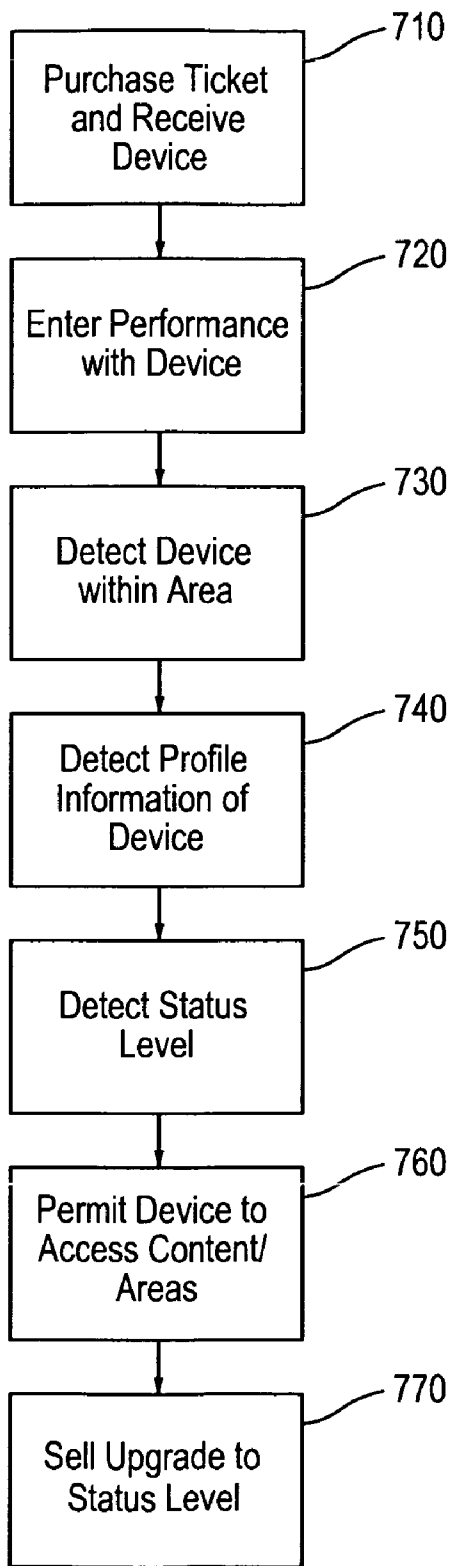 710
Purchase Ticket
and Receive
Device
720
Enter Performance
with Device
730
Detect Device
within Area
740
Detect Profile
Information of
Device
750
Detect Status
Level
760
Permit Device to
Access Content/
Areas
770
Sell Upgrade to
Status Level